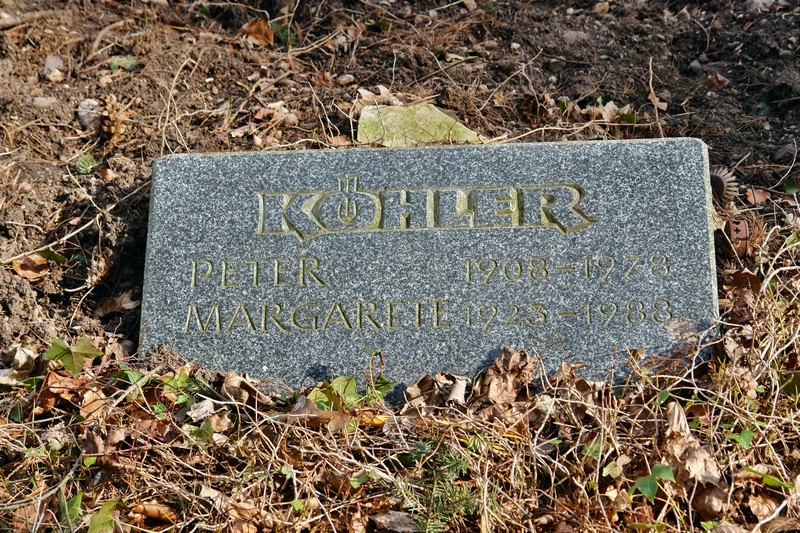 KÖHLER
PETER 1908-1978
MARGARETE 1923-1988